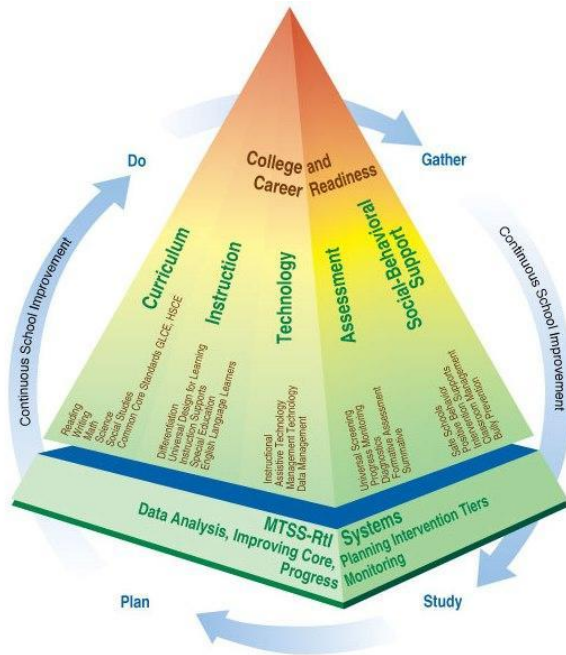 Do
Gather
College and
Career Readiness
Continuous School Improvement
Continuous School Improvement
Curriculum
Instruction
Technology
Assessment
Social-Behavioral
Support
Reading
Writing
Math
Science
Social Studies
Common Core Standards GLCE, HSCE
Differentiation
Universal Design for Learning
Instruction Supports
Special Education
English Language Learners
Instructional
Assistive Technology
Management Technology
Data Management
Universal Screening
Progress Monitoring
Diagnostics
Formative Assessment
Summative
Safe Schools
Positive Behavior Supports
Intervention
Classroom Management
Bully Prevention
MTSS-RtI Systems
Data Analysis, Improving Core, Planning Intervention Tiers
Progress Monitoring
Plan
Study